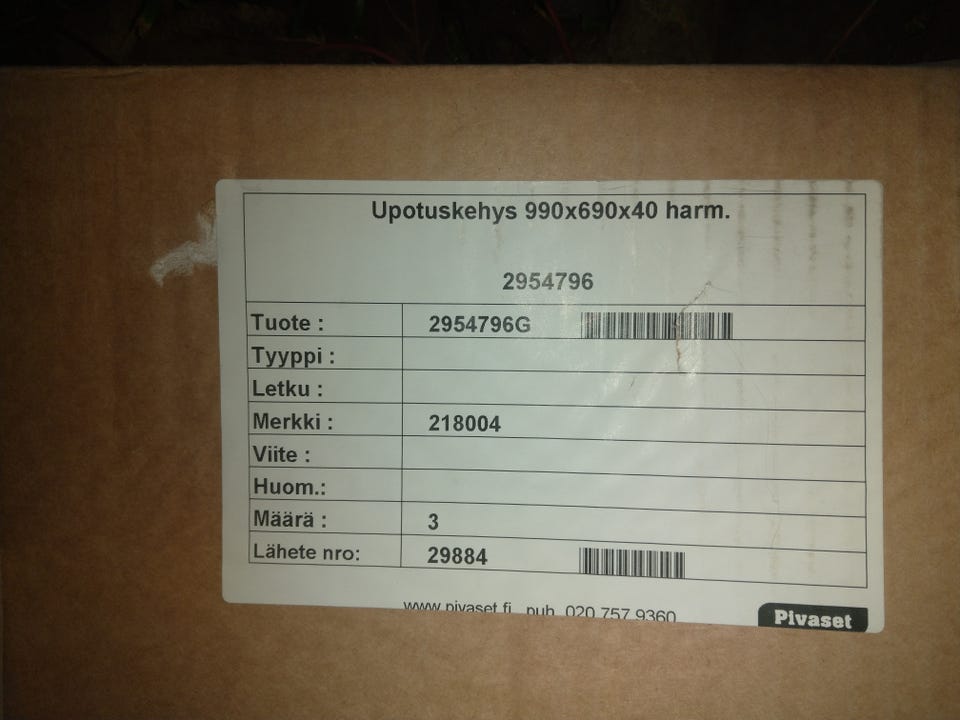 Upotuskehys 990x690x40 harm.
2954796
Tuote : 2954796G
Tyyppi :
Letku :
Merkki : 218004
Viite :
Huom.:
Määrä : 3
Lähete nro: 29884
www.pivaset.fi puh. 020 757 9360
Pivaset